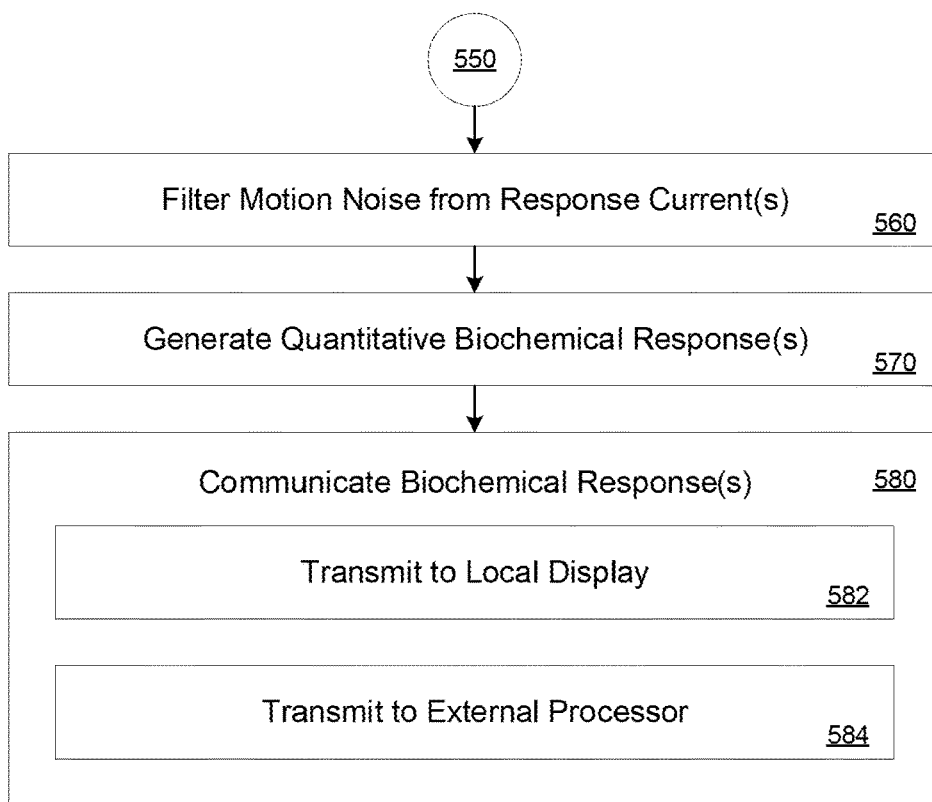 550
Filter Motion Noise from Response Current(s)
560
Generate Quantitative Biochemical Response(s)
570
Communicate Biochemical Response(s)
580
Transmit to Local Display
582
Transmit to External Processor
584